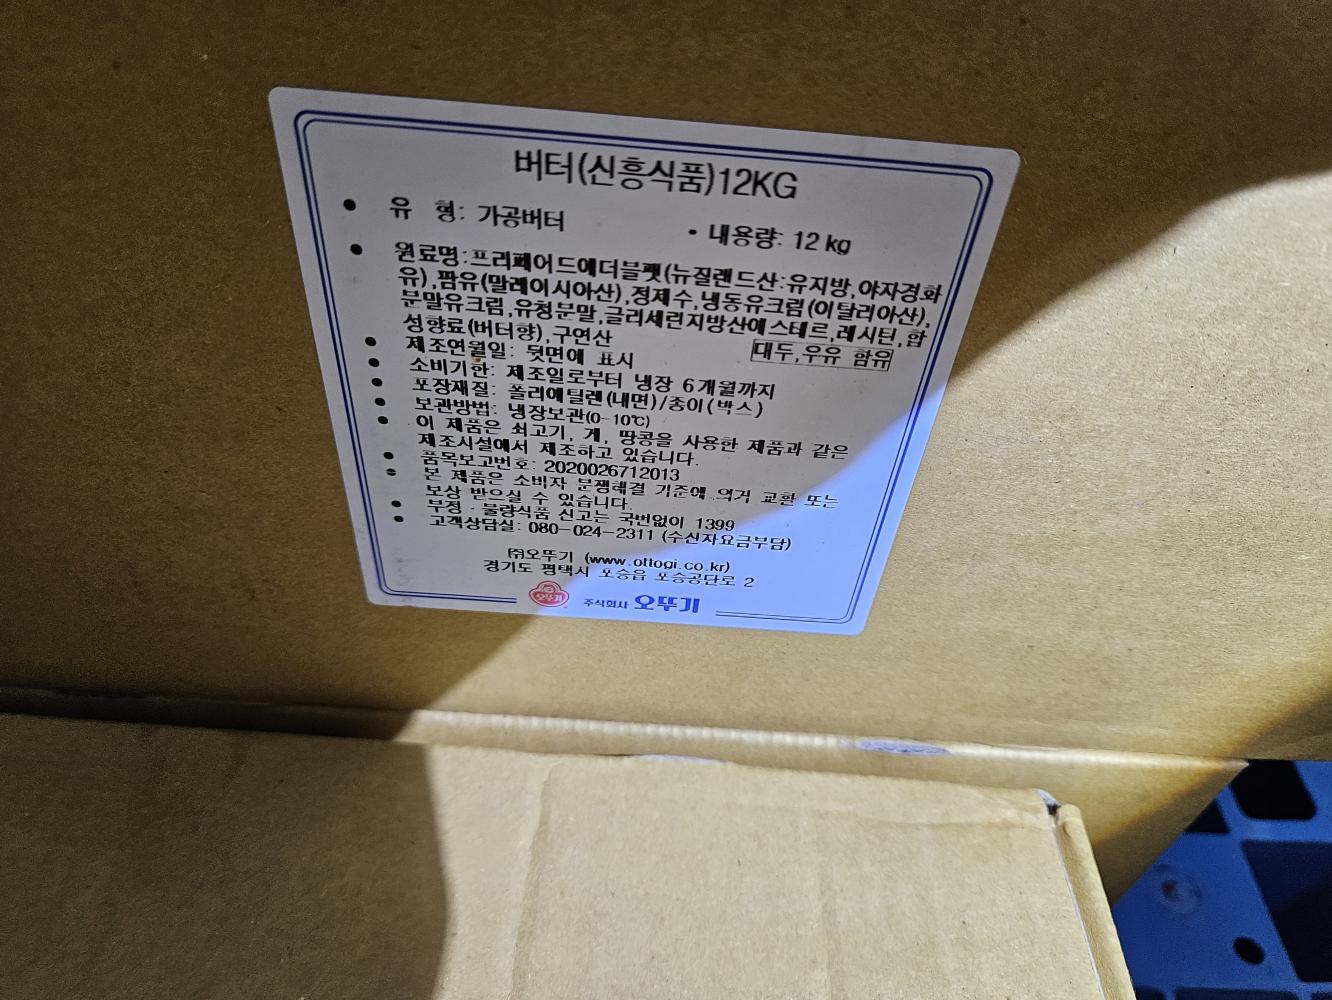 버터(신흥식품)12KG
• 유 형: 가공버터 • 내용량: 12 kg
• 원료명:프리페어드에더블팻(뉴질랜드산:유지방,야자경화
유),팜유(말레이시아산),정제수,냉동유크림(이탈리아산),
분말유크림,유청분말,글리세린지방산에스테르,레시틴,합
성향료(버터향),구연산 대두,우유 함유
• 제조연월일: 뒷면에 표시
• 소비기한: 제조일로부터 냉장 6개월까지
• 포장재질: 폴리에틸렌(내면)/종이(박스)
• 보관방법: 냉장보관(0-10℃)
• 이 제품은 쇠고기, 게, 땅콩을 사용한 제품과 같은
제조시설에서 제조하고 있습니다.
• 품목보고번호: 2020026712013
• 본 제품은 소비자 분쟁해결 기준에 의거 교환 또는
보상 받으실 수 있습니다.
• 부정·불량식품 신고는 국번없이 1399
• 고객상담실: 080-024-2311 (수신자요금부담)
㈜오뚜기 (www.ottogi.co.kr)
경기도 평택시 포승읍 포승공단로 2
오뚜기 주식회사 오뚜기